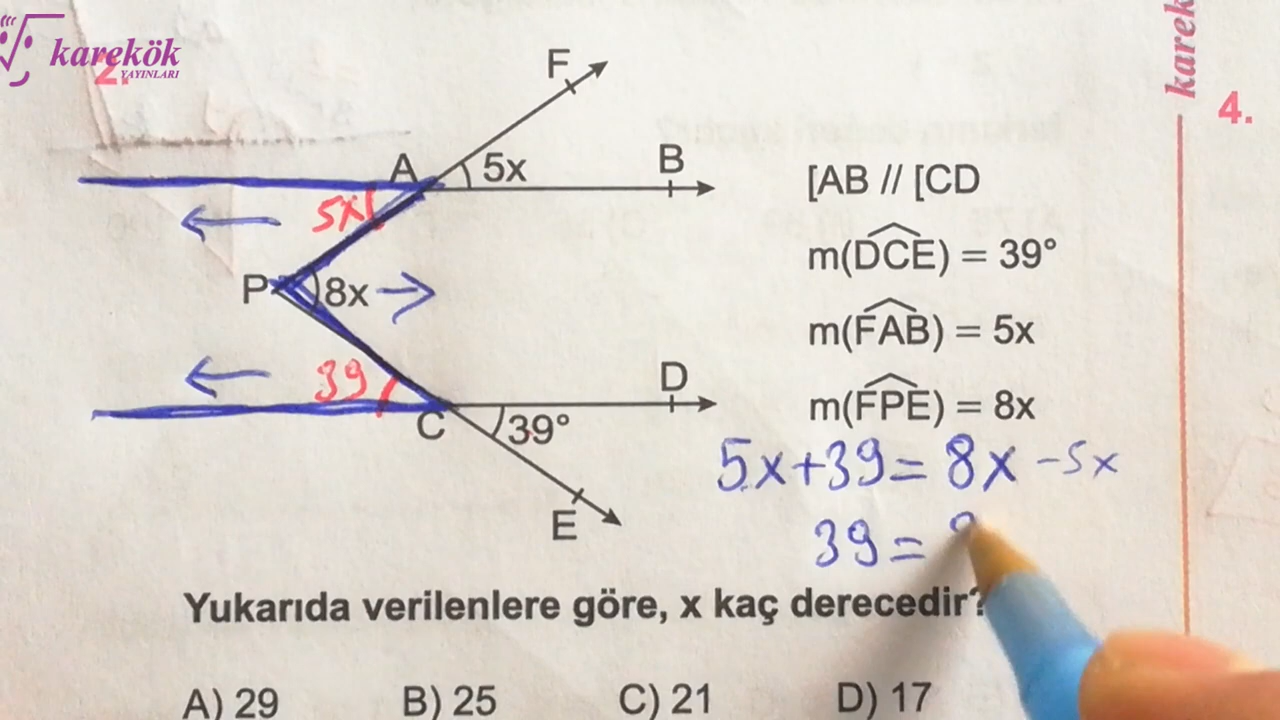 karekök
YAYINLARI
karek
2.
4.
F
A
5x
B
[AB // [CD
5x
m(DCE) = 39°
P
8x
m(FAB) = 5x
39
D
m(FPE) = 8x
C
39°
5x+39=8x-5x
E
39=
Yukarıda verilenlere göre, x kaç derecedir?
A) 29 B) 25 C) 21 D) 17